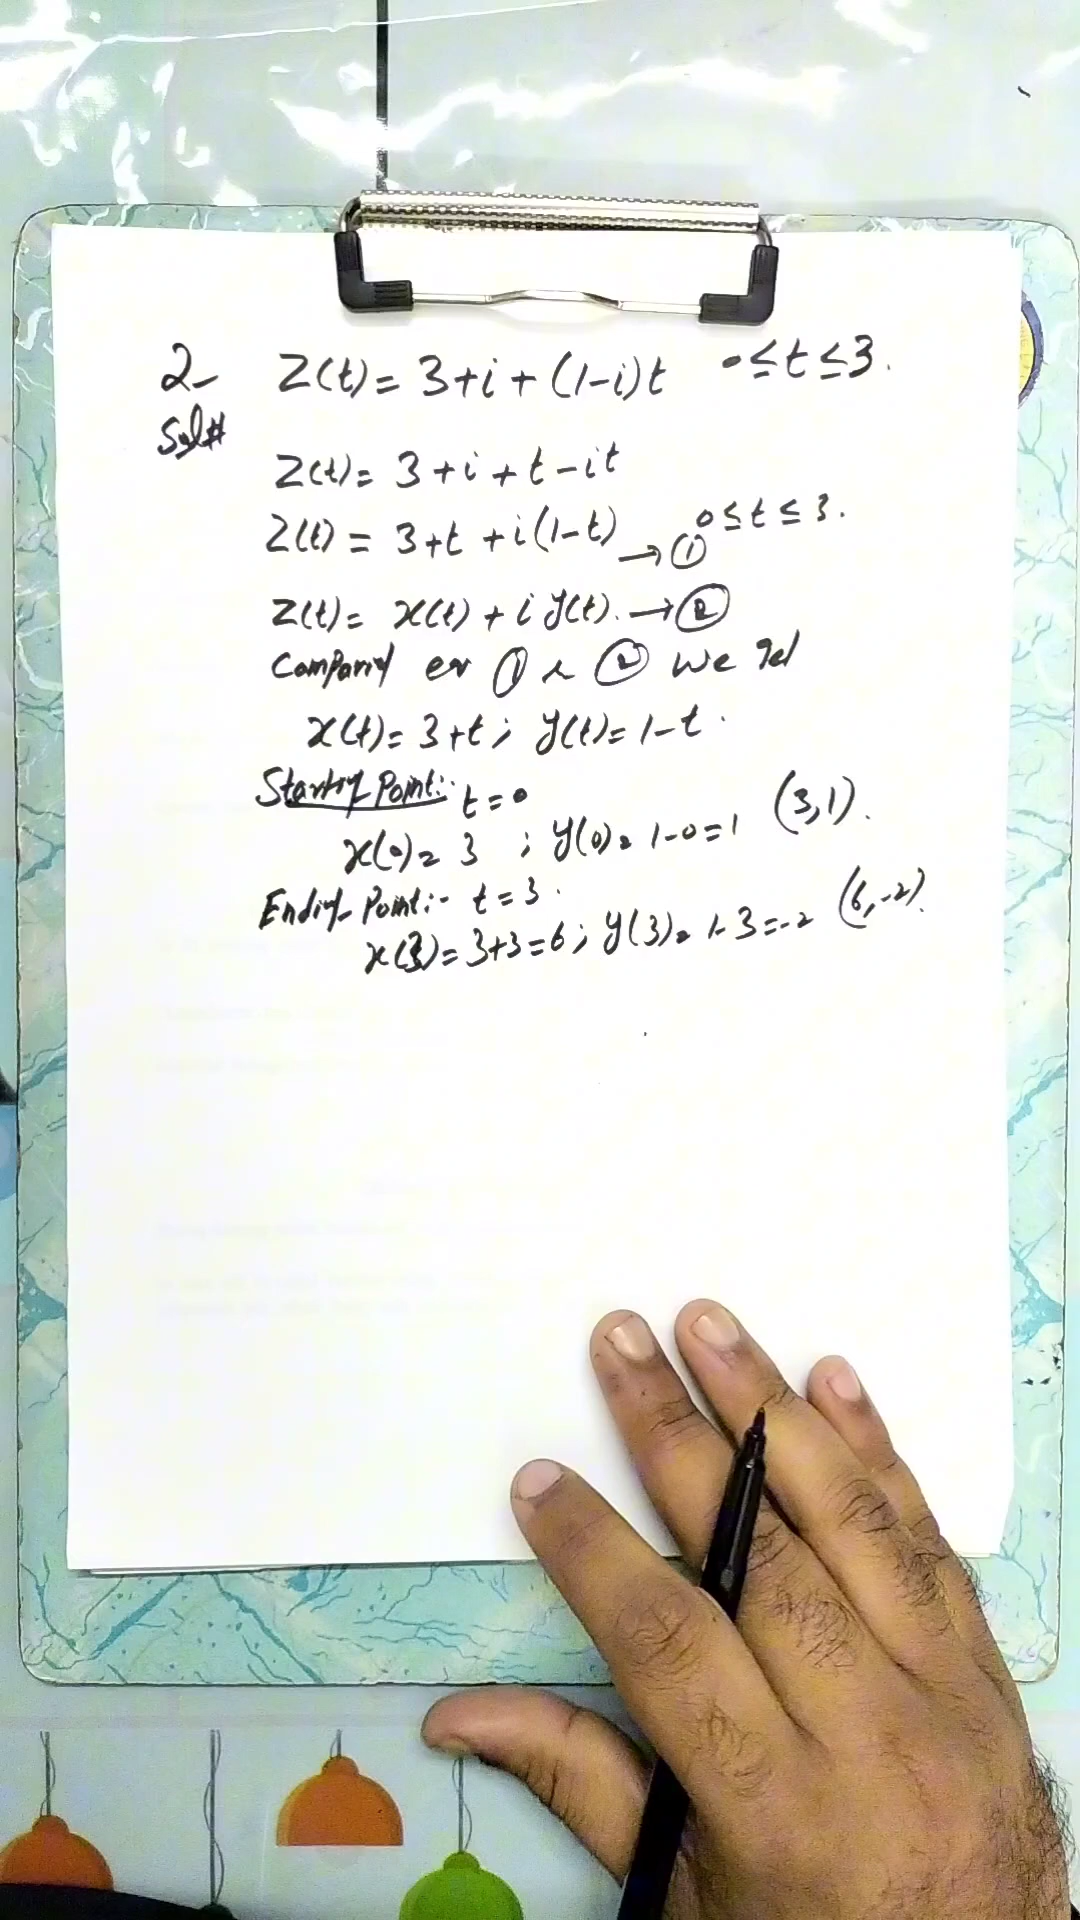 2- Z(t) = 3+i + (1-i)t 0≤t≤3.
Sol#
Z(t) = 3+i+t-it
Z(t) = 3+t +i(1-t) →① 0≤t≤3.
Z(t) = x(t) + i y(t). →②
Comparing ① & ② we get
x(t) = 3+t ; y(t) = 1-t.
Starting Point:- t=0
x(0) = 3 ; y(0) = 1-0=1 (3,1).
Ending Point:- t=3.
x(3) = 3+3=6 ; y(3) = 1-3=-2 (6,-2).